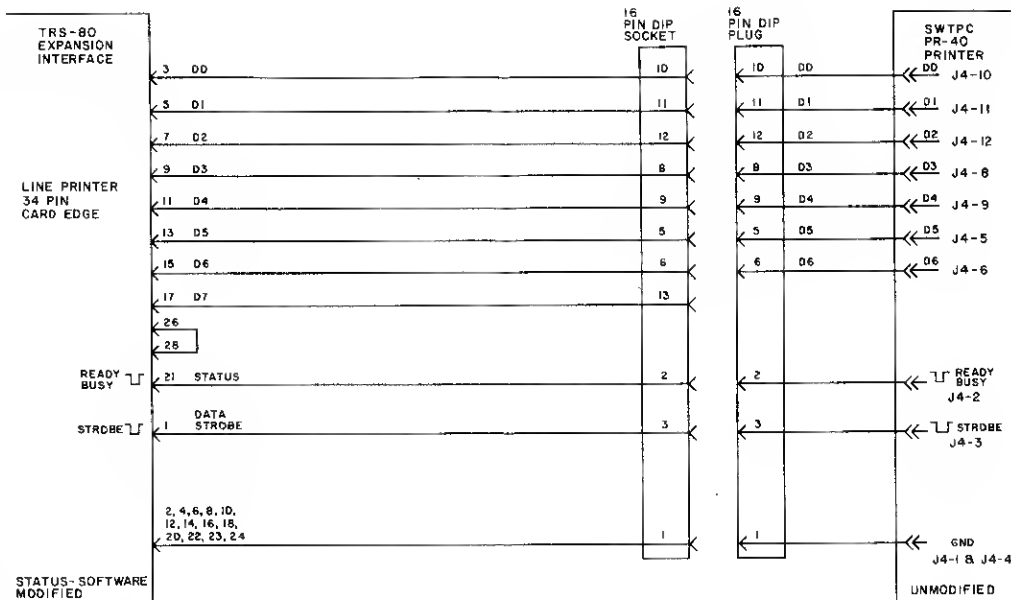 TRS-80
EXPANSION
INTERFACE
16
PIN DIP
SOCKET
16
PIN DIP
PLUG
SWTPC
PR-40
PRINTER
3 DD 10 10 DD DD J4-10
5 D1 11 11 D1 D1 J4-11
7 D2 12 12 D2 D2 J4-12
9 D3 8 8 D3 D3 J4-8
LINE PRINTER
34 PIN
CARD EDGE
11 D4 9 9 D4 D4 J4-9
13 D5 5 5 D5 D5 J4-5
15 D6 6 6 D6 D6 J4-6
17 D7 13
26
28
READY
BUSY
21 STATUS 2 2
READY
BUSY
J4-2
DATA
STROBE
STROBE 1 3 3 STROBE
J4-3
2, 4, 6, 8, 10,
12, 14, 16, 18,
20, 22, 23, 24
1 1 GND
J4-1 & J4-4
STATUS-SOFTWARE
MODIFIED
UNMODIFIED